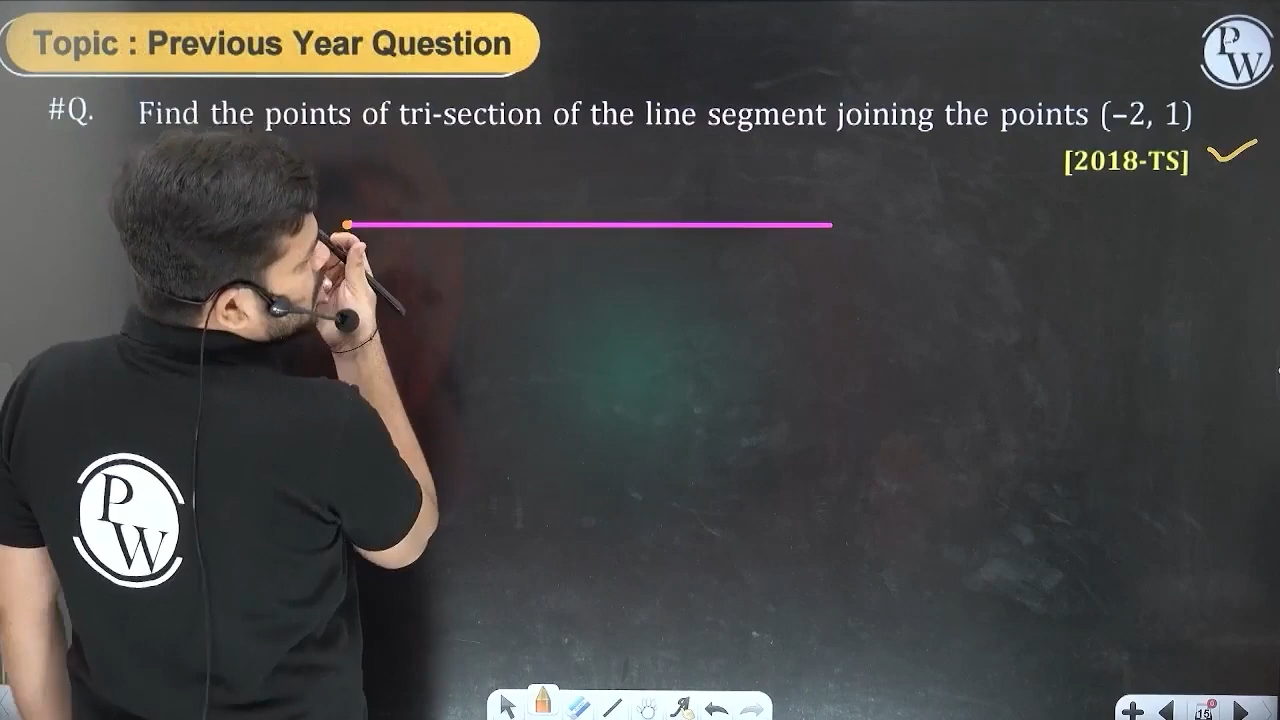 Topic : Previous Year Question
P
W
#Q. Find the points of tri-section of the line segment joining the points (–2, 1)
[2018-TS]
P
W
15